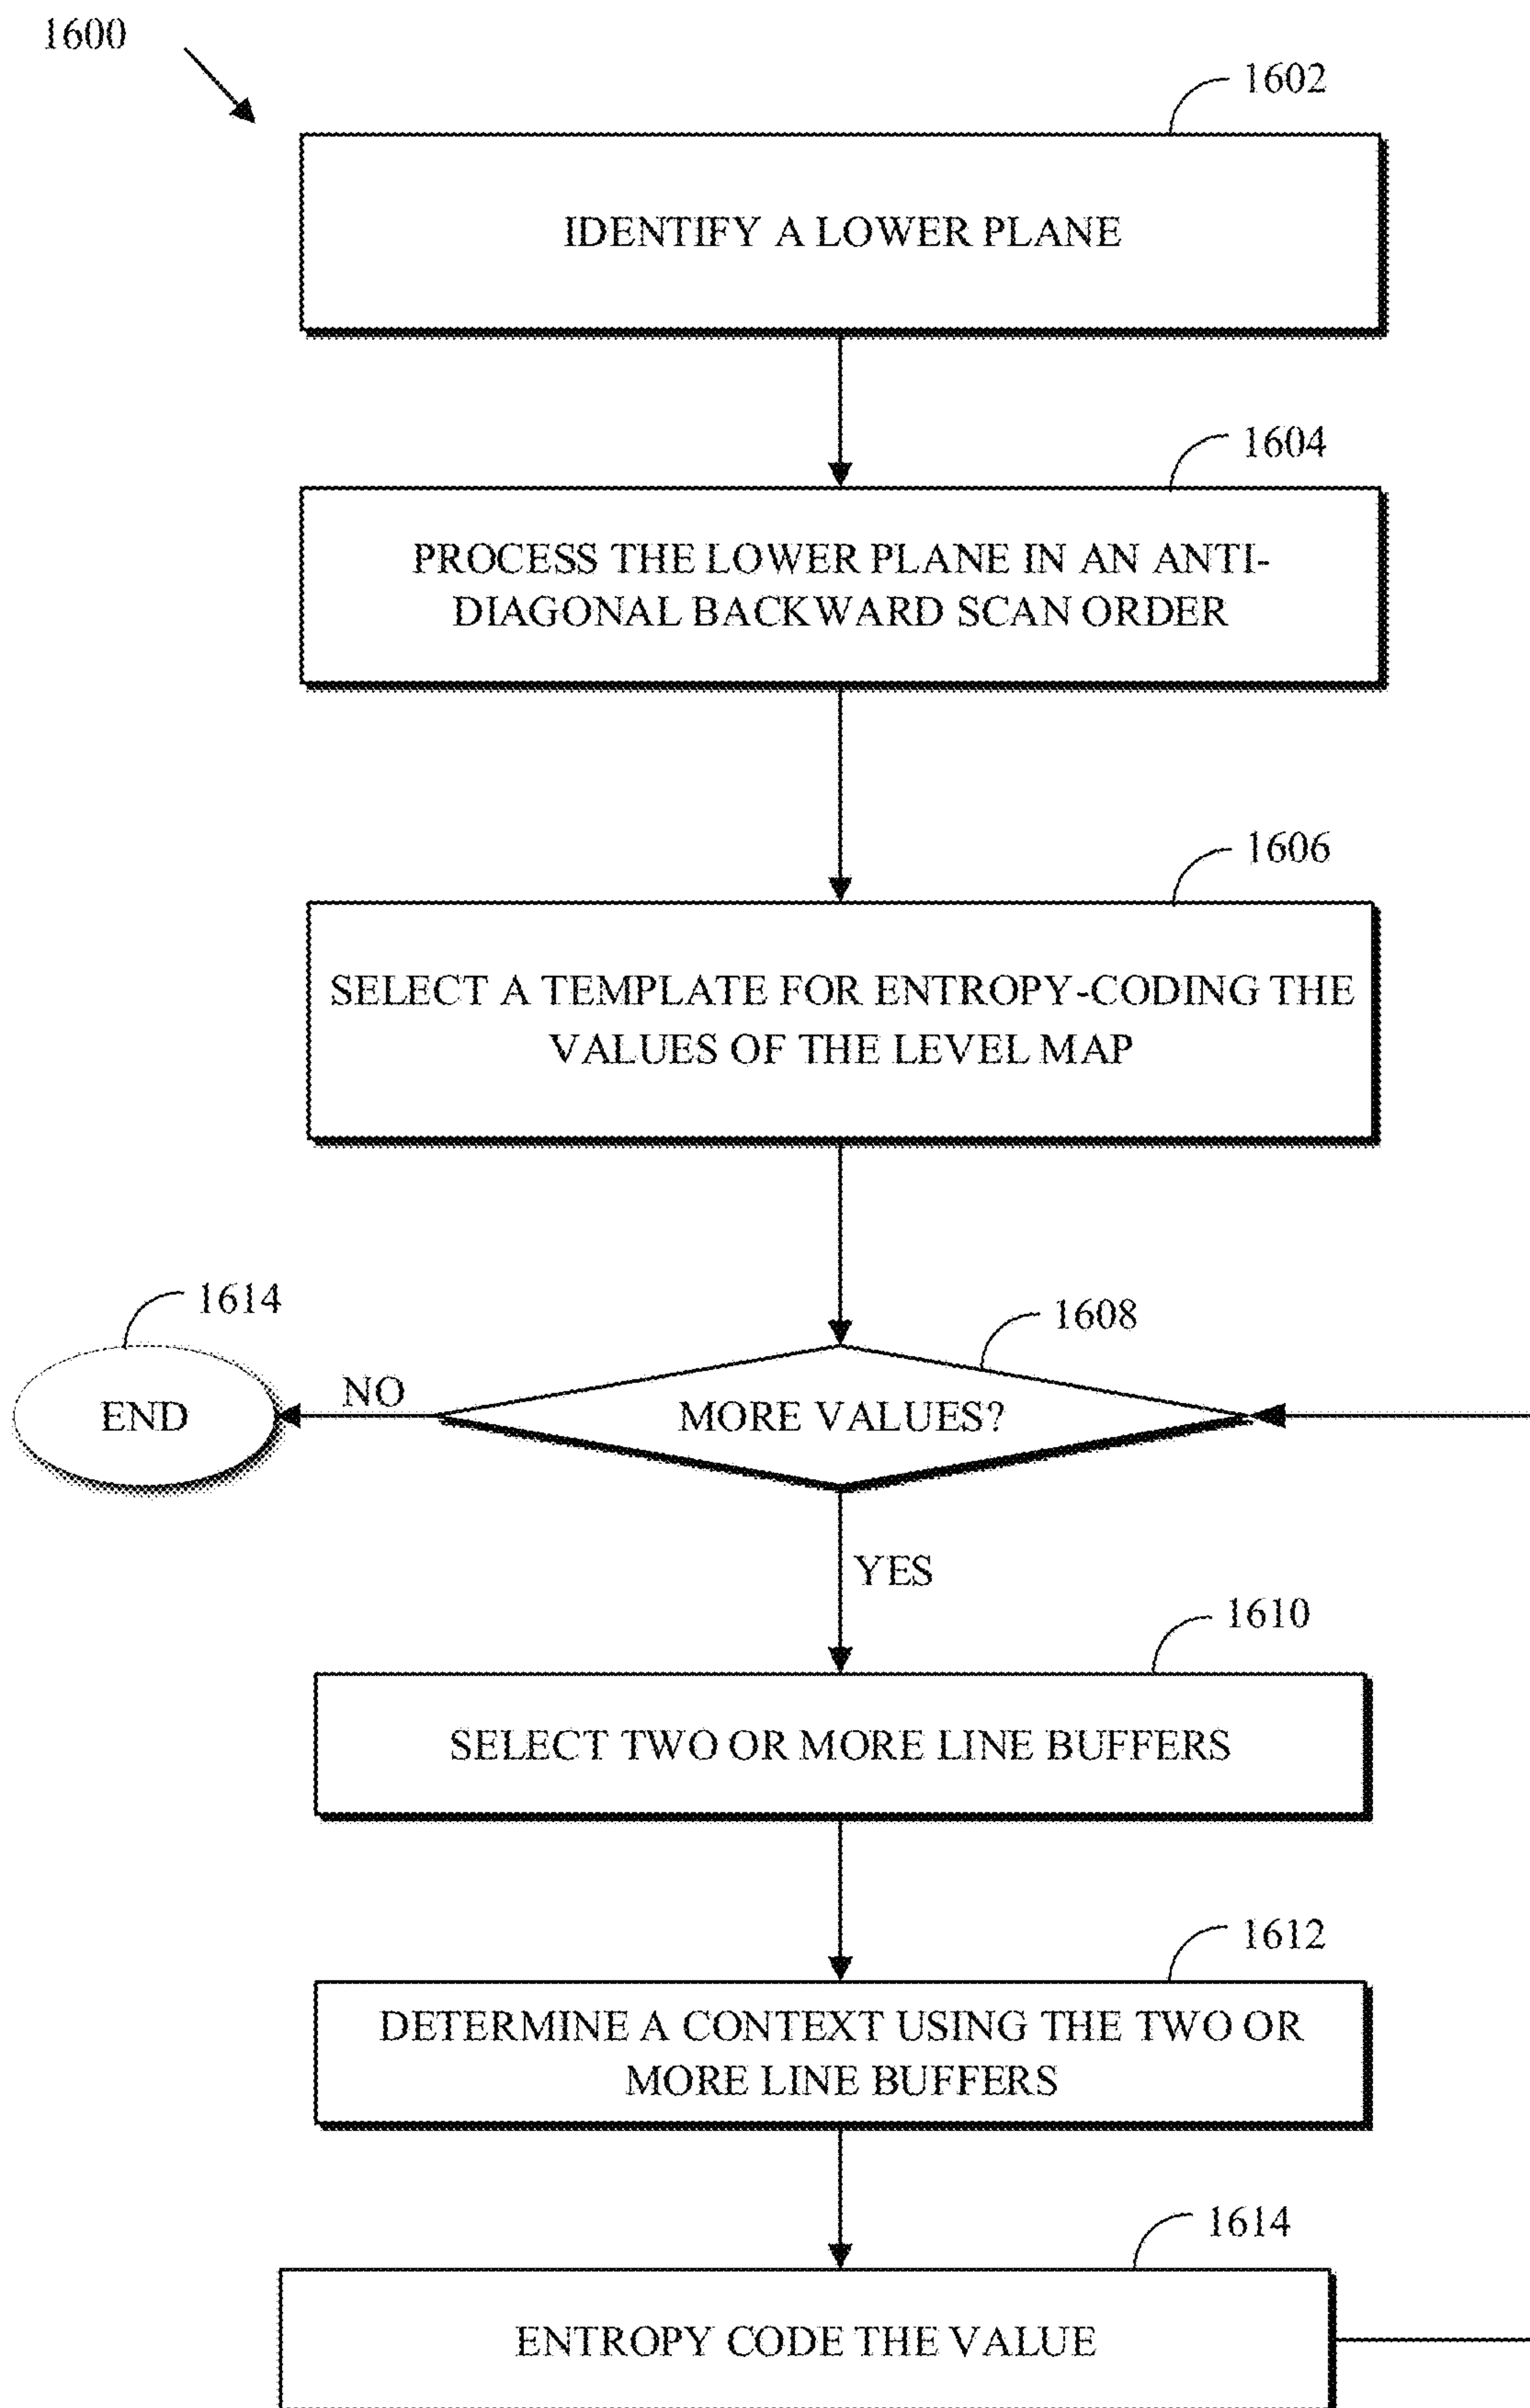 1600
1602
IDENTIFY A LOWER PLANE
1604
PROCESS THE LOWER PLANE IN AN ANTI-
DIAGONAL BACKWARD SCAN ORDER
1606
SELECT A TEMPLATE FOR ENTROPY-CODING THE
VALUES OF THE LEVEL MAP
1614
1608
END
NO
MORE VALUES?
YES
1610
SELECT TWO OR MORE LINE BUFFERS
1612
DETERMINE A CONTEXT USING THE TWO OR
MORE LINE BUFFERS
1614
ENTROPY CODE THE VALUE